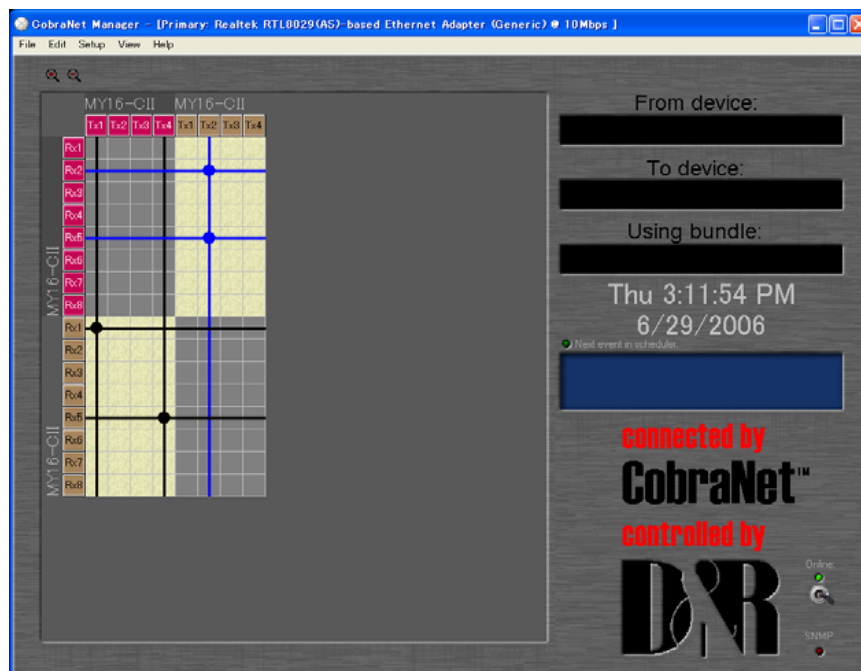 CobraNet Manager - [Primary: Realtek RTL8029(AS)-based Ethernet Adapter (Generic) @ 10Mbps ]
File Edit Setup View Help
MY16-CII MY16-CII
Tx1 Tx2 Tx3 Tx4 Tx1 Tx2 Tx3 Tx4
MY16-CII
Rx1
Rx2
Rx3
Rx4
Rx5
Rx6
Rx7
Rx8
MY16-CII
Rx1
Rx2
Rx3
Rx4
Rx5
Rx6
Rx7
Rx8
From device:
To device:
Using bundle:
Thu 3:11:54 PM
6/29/2006
Next event in scheduler:
connected by
CobraNet™
controlled by
D&R
Online:
SNMP